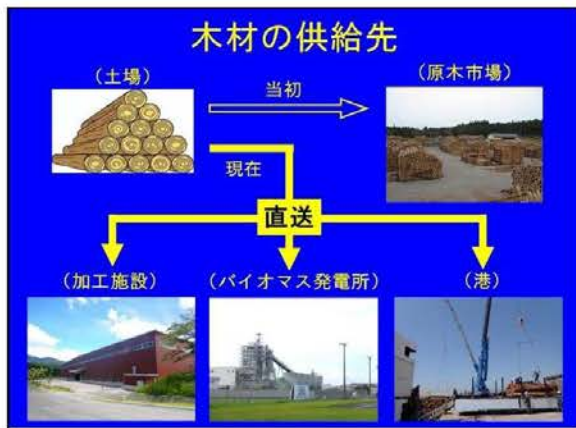 木材の供給先
（土場）
当初
（原木市場）
現在
直送
（加工施設）
（バイオマス発電所）
（港）